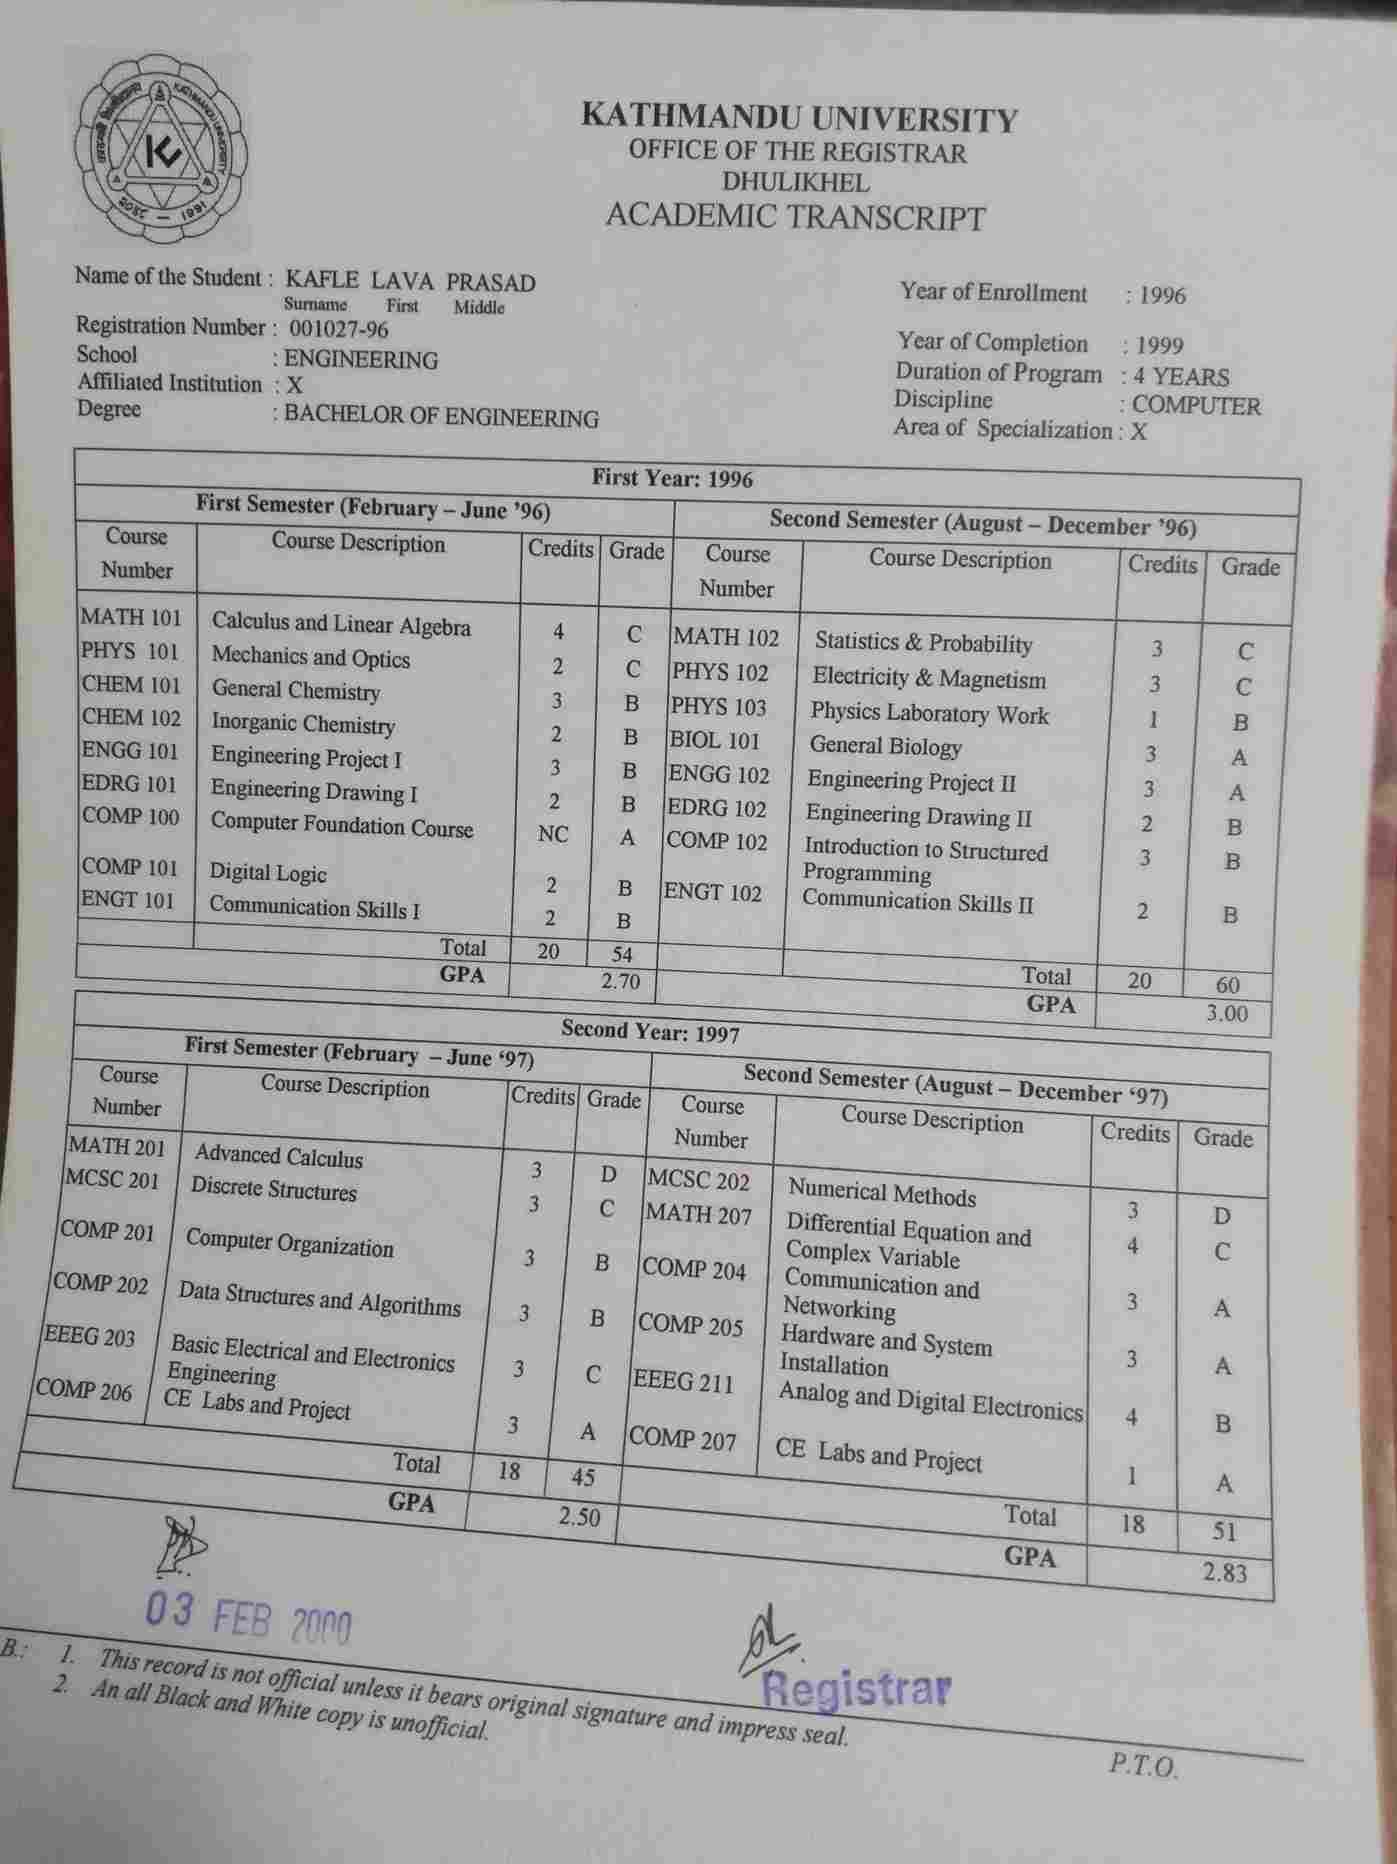 KATHMANDU UNIVERSITY
२०४८ — 1991
KATHMANDU UNIVERSITY
OFFICE OF THE REGISTRAR
DHULIKHEL
ACADEMIC TRANSCRIPT
Name of the Student : KAFLE LAVA PRASAD
Surname First Middle
Registration Number : 001027-96
School : ENGINEERING
Affiliated Institution : X
Degree : BACHELOR OF ENGINEERING
Year of Enrollment : 1996
Year of Completion : 1999
Duration of Program : 4 YEARS
Discipline : COMPUTER
Area of Specialization : X
First Year: 1996
First Semester (February – June ’96)
Course Number Course Description Credits Grade
MATH 101 Calculus and Linear Algebra 4 C
PHYS 101 Mechanics and Optics 2 C
CHEM 101 General Chemistry 3 B
CHEM 102 Inorganic Chemistry 2 B
ENGG 101 Engineering Project I 3 B
EDRG 101 Engineering Drawing I 2 B
COMP 100 Computer Foundation Course NC A
COMP 101 Digital Logic 2 B
ENGT 101 Communication Skills I 2 B
Total 20 54
GPA 2.70
Second Semester (August – December ’96)
Course Number Course Description Credits Grade
MATH 102 Statistics & Probability 3 C
PHYS 102 Electricity & Magnetism 3 C
PHYS 103 Physics Laboratory Work 1 B
BIOL 101 General Biology 3 A
ENGG 102 Engineering Project II 3 A
EDRG 102 Engineering Drawing II 2 B
COMP 102 Introduction to Structured 3 B
Programming
ENGT 102 Communication Skills II 2 B
Total 20 60
GPA 3.00
Second Year: 1997
First Semester (February – June ‘97)
Course Number Course Description Credits Grade
MATH 201 Advanced Calculus 3 D
MCSC 201 Discrete Structures 3 C
COMP 201 Computer Organization 3 B
COMP 202 Data Structures and Algorithms 3 B
EEEG 203 Basic Electrical and Electronics 3 C
Engineering
COMP 206 CE Labs and Project 3 A
Total 18 45
GPA 2.50
Second Semester (August – December ‘97)
Course Number Course Description Credits Grade
MCSC 202 Numerical Methods 3 D
MATH 207 Differential Equation and 4 C
Complex Variable
COMP 204 Communication and 3 A
Networking
COMP 205 Hardware and System 3 A
Installation
EEEG 211 Analog and Digital Electronics 4 B
COMP 207 CE Labs and Project 1 A
Total 18 51
GPA 2.83
03 FEB 2000
Registrar
B.: 1. This record is not official unless it bears original signature and impress seal.
2. An all Black and White copy is unofficial.
P.T.O.